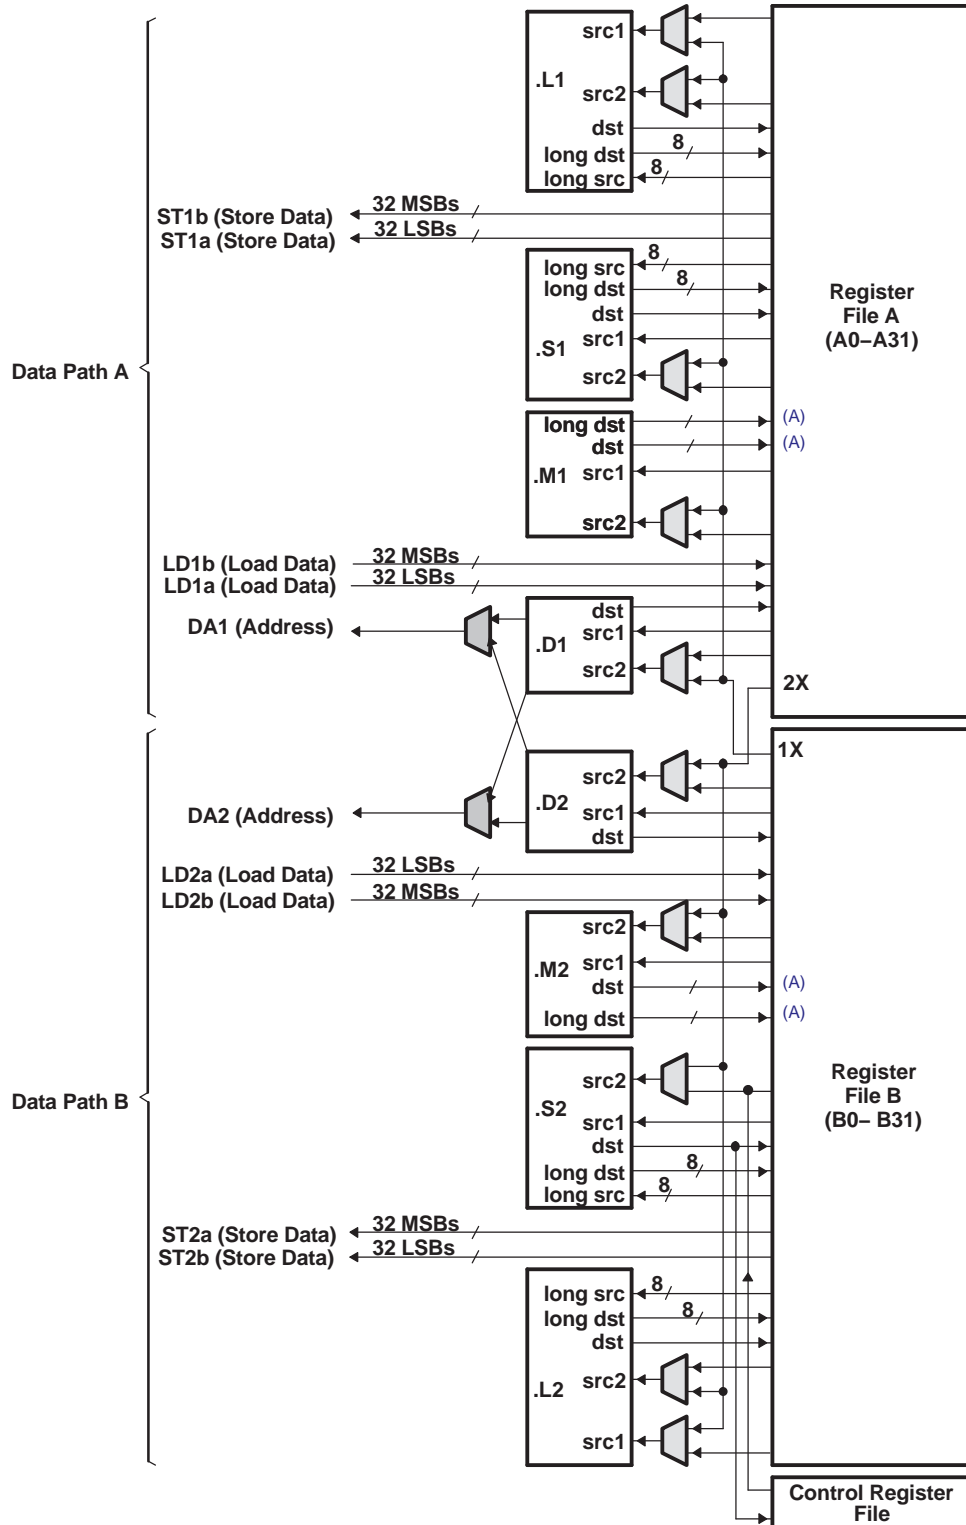 src1
.L1
src2
dst
long dst
8
long src
8
ST1b (Store Data)
32 MSBs
ST1a (Store Data)
32 LSBs
long src
8
long dst
8
dst
.S1
src1
src2
Register
File A
(A0–A31)
Data Path A
long dst
(A)
dst
(A)
.M1
src1
src2
LD1b (Load Data)
32 MSBs
LD1a (Load Data)
32 LSBs
DA1 (Address)
dst
.D1
src1
src2
2X
1X
src2
.D2
src1
dst
DA2 (Address)
LD2a (Load Data)
32 LSBs
LD2b (Load Data)
32 MSBs
src2
.M2
src1
dst
(A)
long dst
(A)
src2
.S2
src1
dst
long dst
8
long src
8
Register
File B
(B0– B31)
Data Path B
ST2a (Store Data)
32 MSBs
ST2b (Store Data)
32 LSBs
long src
8
long dst
8
dst
.L2
src2
src1
Control Register
File